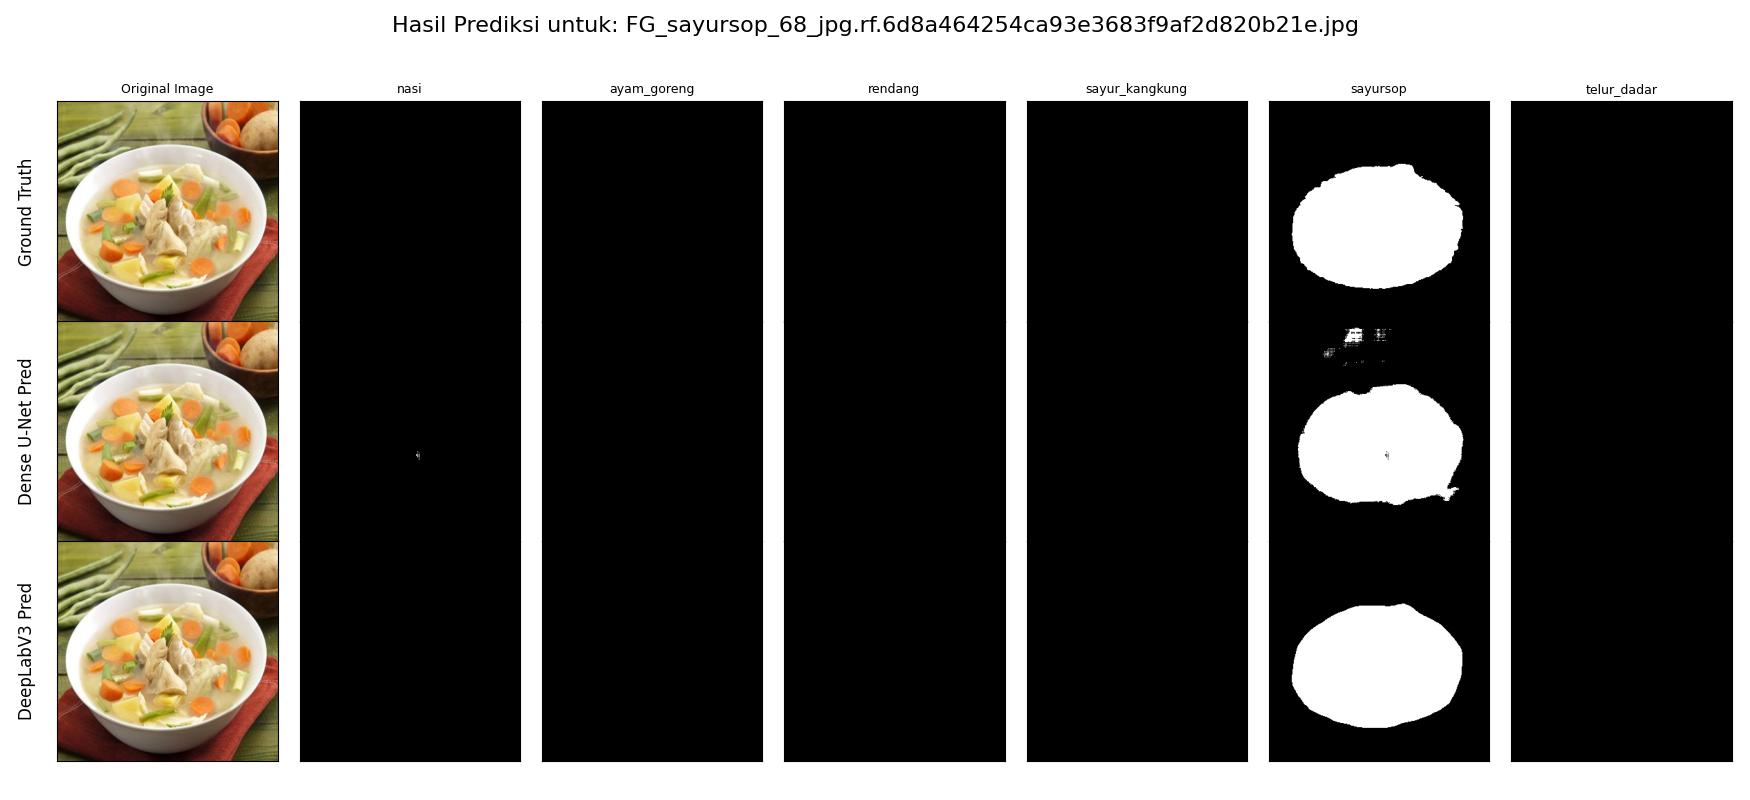 Hasil Prediksi untuk: FG_sayursop_68_jpg.rf.6d8a464254ca93e3683f9af2d820b21e.jpg
Original Image nasi ayam_goreng rendang sayur_kangkung sayursop telur_dadar
Ground Truth
Dense U-Net Pred
DeepLabV3 Pred